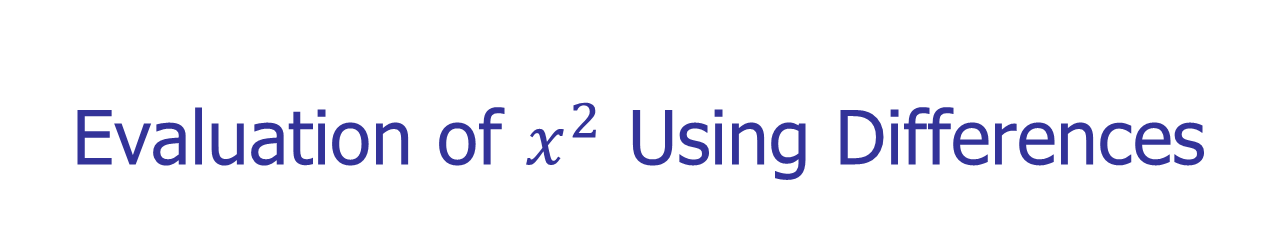 Evaluation of x² Using Differences